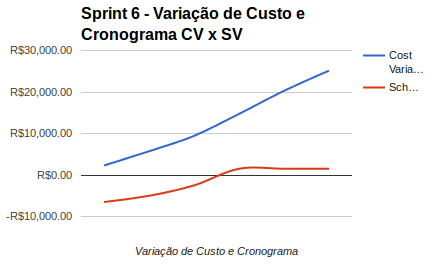 Sprint 6 - Variação de Custo e
Cronograma CV x SV
R$30,000.00
R$20,000.00
R$10,000.00
R$0.00
-R$10,000.00
Cost
Varia…
Sch…
Variação de Custo e Cronograma